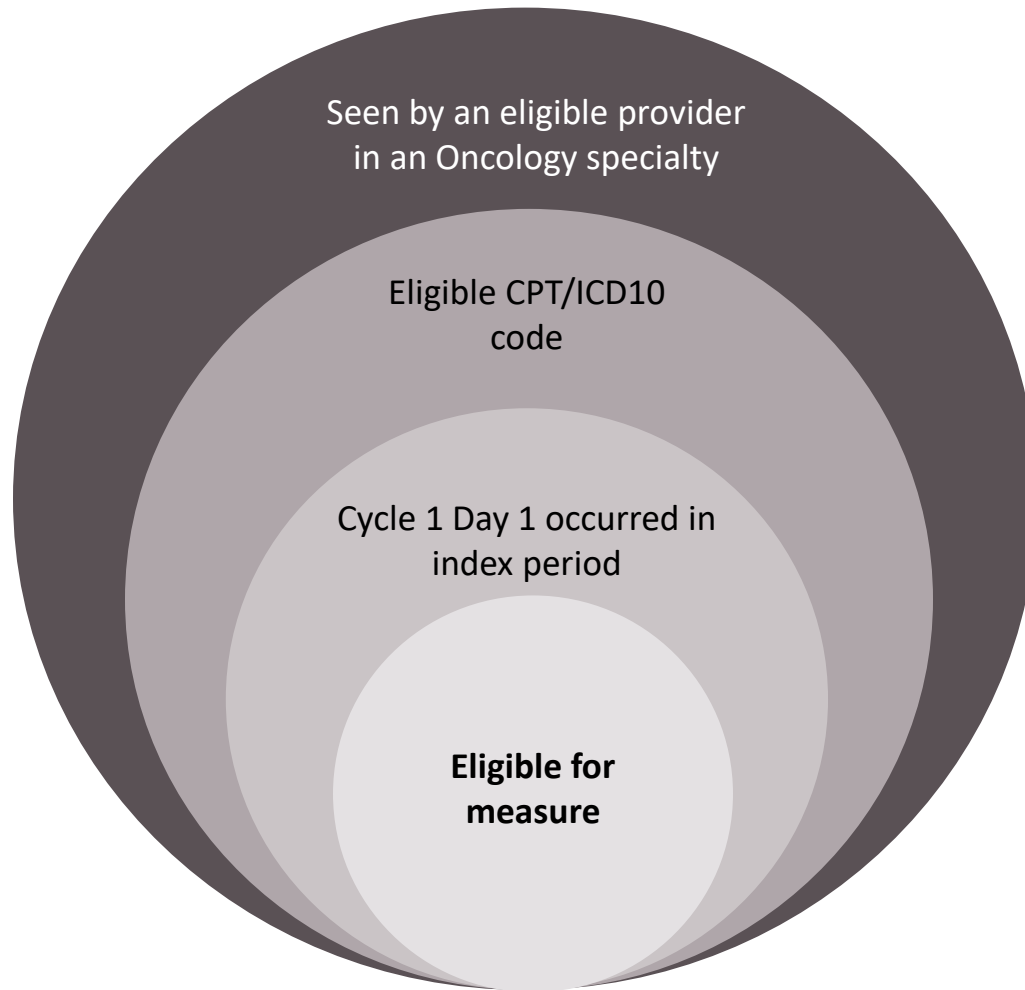 Seen by an eligible provider
in an Oncology specialty
Eligible CPT/ICD10
code
Cycle 1 Day 1 occurred in
index period
Eligible for
measure